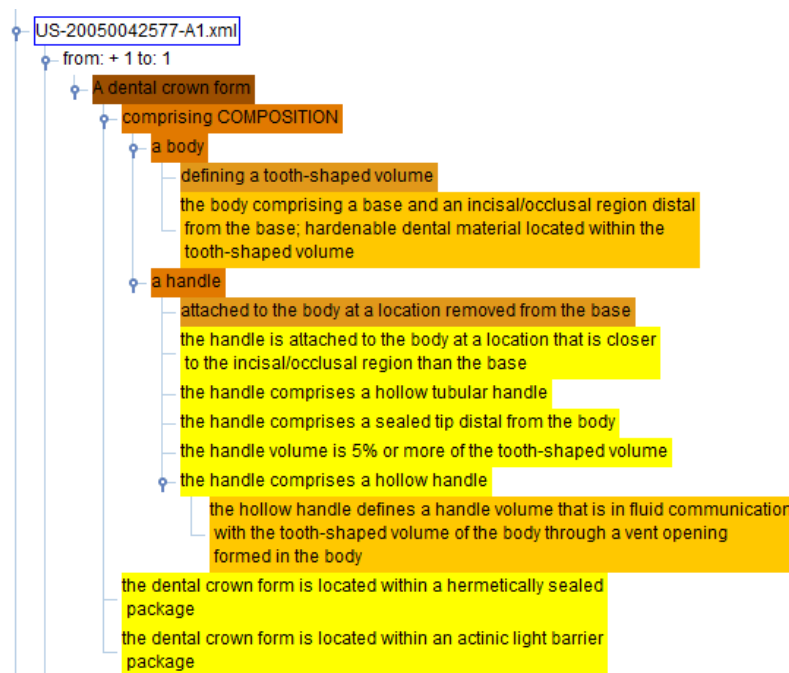 US-20050042577-A1.xml
from: + 1 to: 1
A dental crown form
comprising COMPOSITION
a body
defining a tooth-shaped volume
the body comprising a base and an incisal/occlusal region distal
from the base; hardenable dental material located within the
tooth-shaped volume
a handle
attached to the body at a location removed from the base
the handle is attached to the body at a location that is closer
to the incisal/occlusal region than the base
the handle comprises a hollow tubular handle
the handle comprises a sealed tip distal from the body
the handle volume is 5% or more of the tooth-shaped volume
the handle comprises a hollow handle
the hollow handle defines a handle volume that is in fluid communication
with the tooth-shaped volume of the body through a vent opening
formed in the body
the dental crown form is located within a hermetically sealed
package
the dental crown form is located within an actinic light barrier
package